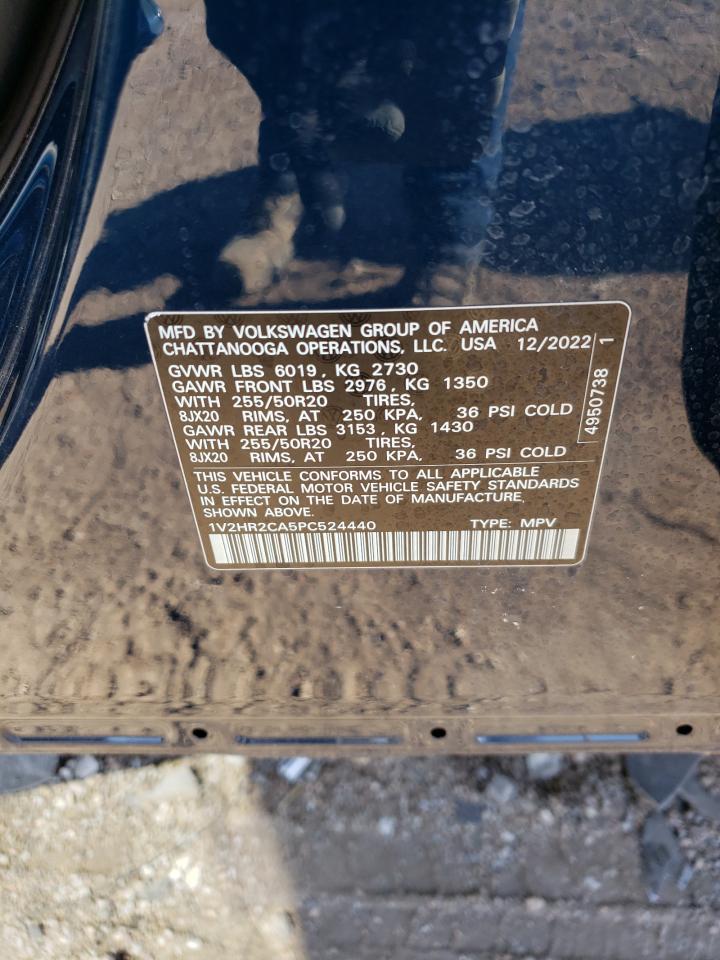 MFD BY VOLKSWAGEN GROUP OF AMERICA
CHATTANOOGA OPERATIONS, LLC. USA 12/2022
GVWR LBS 6019, KG 2730
GAWR FRONT LBS 2976, KG 1350
WITH 255/50R20 TIRES,
8JX20 RIMS, AT 250 KPA, 36 PSI COLD
GAWR REAR LBS 3153, KG 1430
WITH 255/50R20 TIRES,
8JX20 RIMS, AT 250 KPA, 36 PSI COLD
THIS VEHICLE CONFORMS TO ALL APPLICABLE
U.S. FEDERAL MOTOR VEHICLE SAFETY STANDARDS
IN EFFECT ON THE DATE OF MANUFACTURE,
SHOWN ABOVE.
1V2HR2CA5PC524440 TYPE: MPV
4950738 1